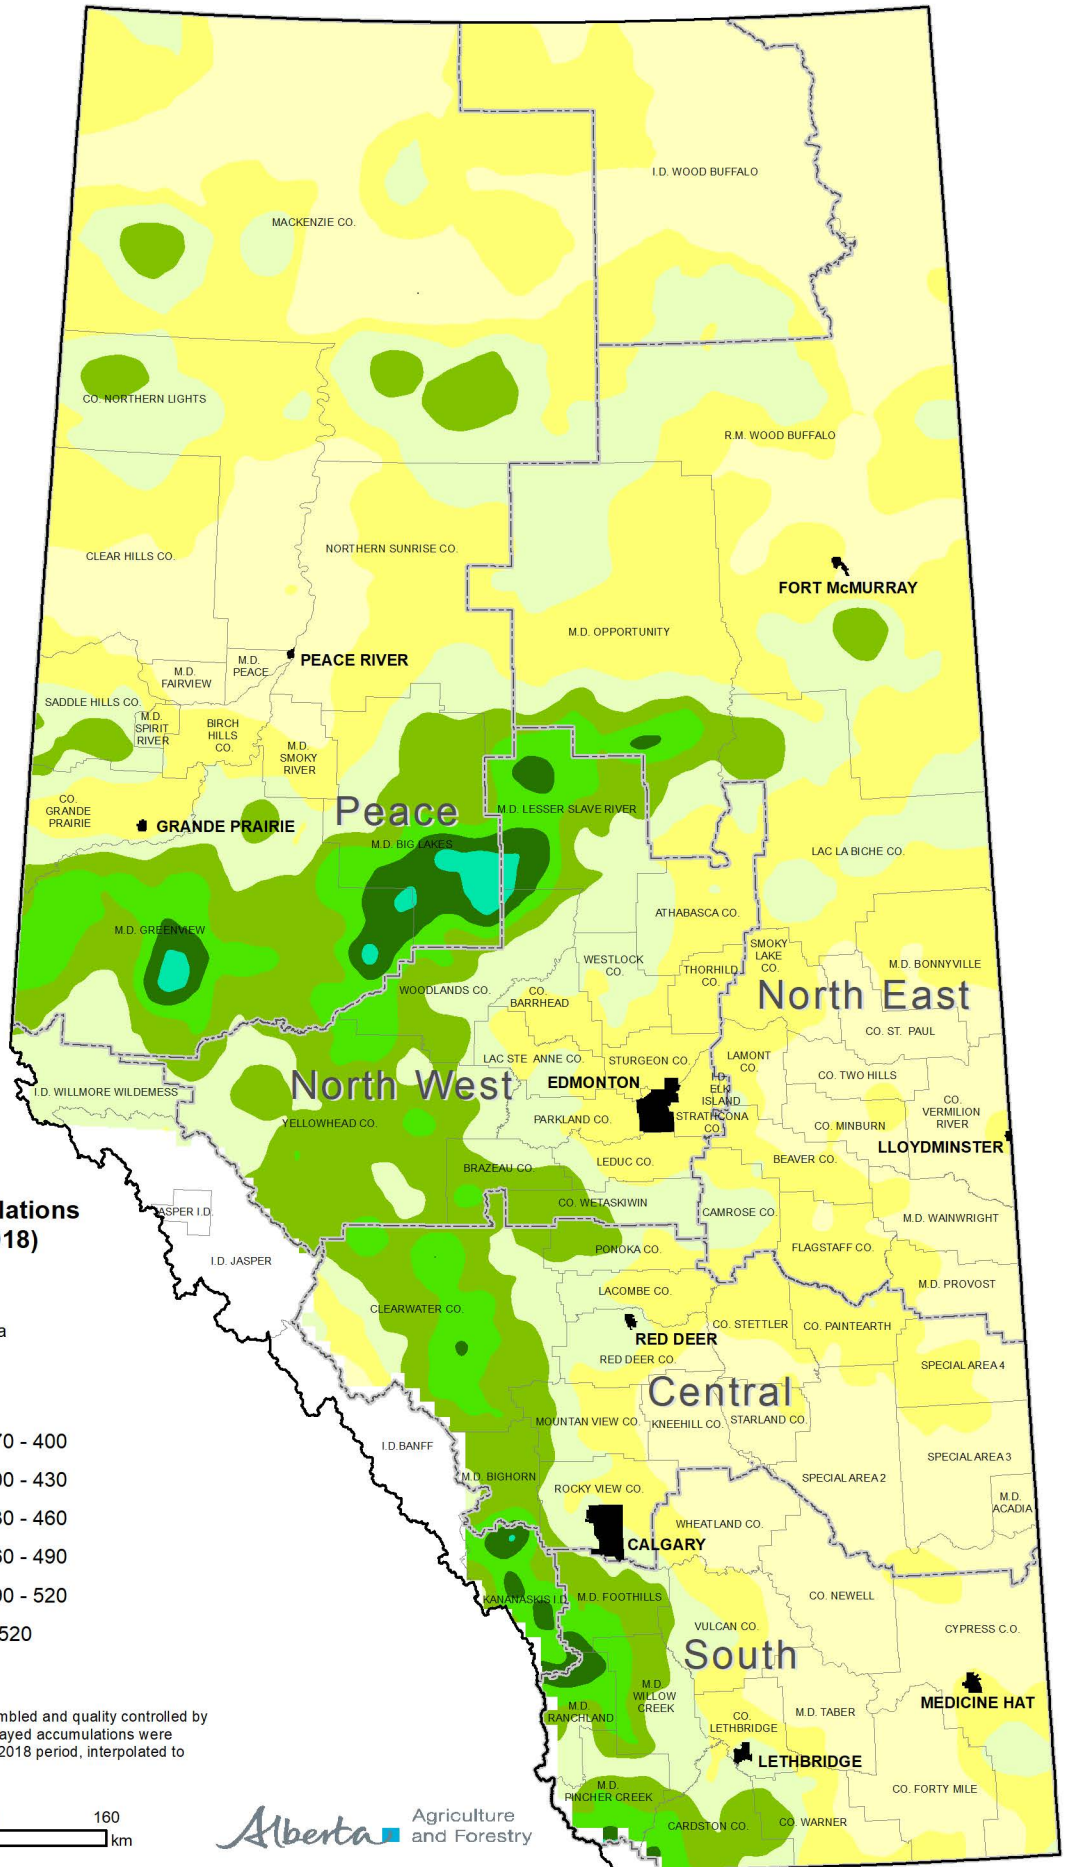 I.D. WOOD BUFFALO
MACKENZIE CO.
CO. NORTHERN LIGHTS
R.M. WOOD BUFFALO
CLEAR HILLS CO.
NORTHERN SUNRISE CO.
FORT McMURRAY
M.D. OPPORTUNITY
PEACE RIVER
M.D.
PEACE
M.D.
FAIRVIEW
SADDLE HILLS CO.
M.D.
SPIRIT
RIVER
BIRCH
HILLS
CO.
M.D.
SMOKY
RIVER
CO.
GRANDE
PRAIRIE
GRANDE PRAIRIE
Peace
M.D. LESSER SLAVE RIVER
M.D. BIG LAKES
LAC LA BICHE CO.
ATHABASCA CO.
M.D. GREENVIEW
WESTLOCK
CO.
SMOKY
LAKE
CO.
THORHILD
CO.
M.D. BONNYVILLE
WOODLANDS CO.
CO.
BARRHEAD
North East
CO. ST. PAUL
LAC STE ANNE CO.
STURGEON CO.
LAMONT
CO.
CO. TWO HILLS
North West
EDMONTON
I.D.
ELK
ISLAND
I.D. WILLMORE WILDERNESS
YELLOWHEAD CO.
PARKLAND CO.
STRATHCONA
CO.
CO. MINBURN
CO.
VERMILION
RIVER
LLOYDMINSTER
BRAZEAU CO.
LEDUC CO.
BEAVER CO.
CO. WETASKIWIN
CAMROSE CO.
M.D. WAINWRIGHT
JASPER I.D.
lations
18)
I.D. JASPER
PONOKA CO.
FLAGSTAFF CO.
M.D. PROVOST
LACOMBE CO.
CLEARWATER CO.
CO. STETTLER
CO. PAINTEARTH
a
RED DEER
RED DEER CO.
SPECIAL AREA 4
Central
MOUNTAN VIEW CO.
KNEEHILL CO.
STARLAND CO.
I.D.BANFF
70 - 400
SPECIAL AREA 3
M.D. BIGHORN
SPECIAL AREA 2
00 - 430
ROCKY VIEW CO.
M.D.
ACADIA
30 - 460
WHEATLAND CO.
CALGARY
60 - 490
90 - 520
KANANASKIS I.D.
M.D. FOOTHILLS
CO. NEWELL
520
VULCAN CO.
CYPRESS C.O.
South
M.D.
WILLOW
CREEK
MEDICINE HAT
M.D.
RANCHLAND
CO.
LETHBRIDGE
M.D. TABER
mbled and quality controlled by
ayed accumulations were
2018 period, interpolated to
LETHBRIDGE
M.D.
PINCHER CREEK
CO. FORTY MILE
CARDSTON CO.
CO. WARNER
160
km
Alberta
Agriculture
and Forestry